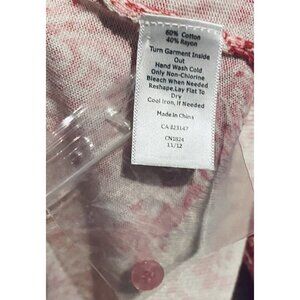 60% Cotton
40% Rayon
Turn Garment Inside
Out
Hand Wash Cold
Only Non-Chlorine
Bleach When Needed
Reshape,Lay Flat To
Dry
Cool Iron, If Needed
Made in China
CA 023147
CN1824
11/12